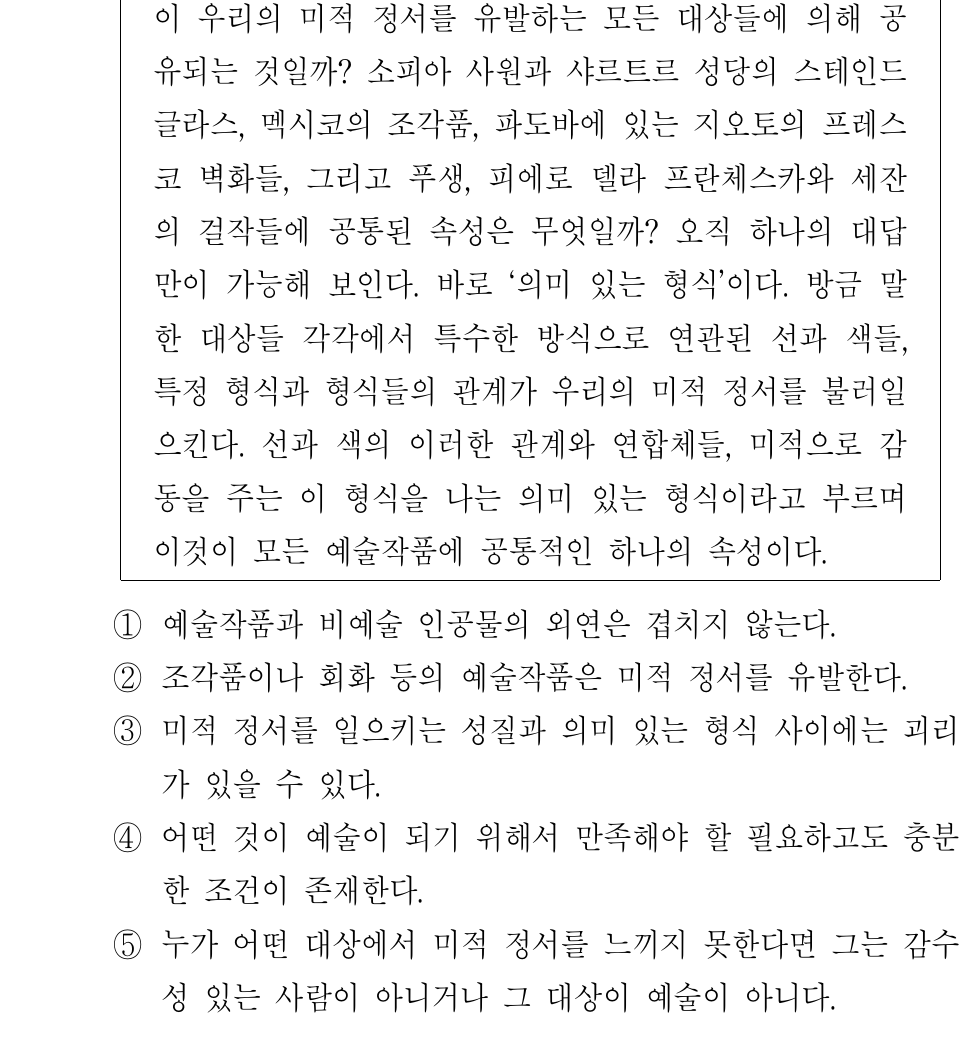 이 우리의 미적 정서를 유발하는 모든 대상들에 의해 공
유되는 것일까? 소피아 사원과 샤르트르 성당의 스테인드
글라스, 멕시코의 조각품, 파도바에 있는 지오토의 프레스
코 벽화들, 그리고 푸생, 피에로 델라 프란체스카와 세잔
의 걸작들에 공통된 속성은 무엇일까? 오직 하나의 대답
만이 가능해 보인다. 바로 ‘의미 있는 형식’이다. 방금 말
한 대상들 각각에서 특수한 방식으로 연관된 선과 색들,
특정 형식과 형식들의 관계가 우리의 미적 정서를 불러일
으킨다. 선과 색의 이러한 관계와 연합체들, 미적으로 감
동을 주는 이 형식을 나는 의미 있는 형식이라고 부르며
이것이 모든 예술작품에 공통적인 하나의 속성이다.
① 예술작품과 비예술 인공물의 외연은 겹치지 않는다.
② 조각품이나 회화 등의 예술작품은 미적 정서를 유발한다.
③ 미적 정서를 일으키는 성질과 의미 있는 형식 사이에는 괴리
가 있을 수 있다.
④ 어떤 것이 예술이 되기 위해서 만족해야 할 필요하고도 충분
한 조건이 존재한다.
⑤ 누가 어떤 대상에서 미적 정서를 느끼지 못한다면 그는 감수
성 있는 사람이 아니거나 그 대상이 예술이 아니다.